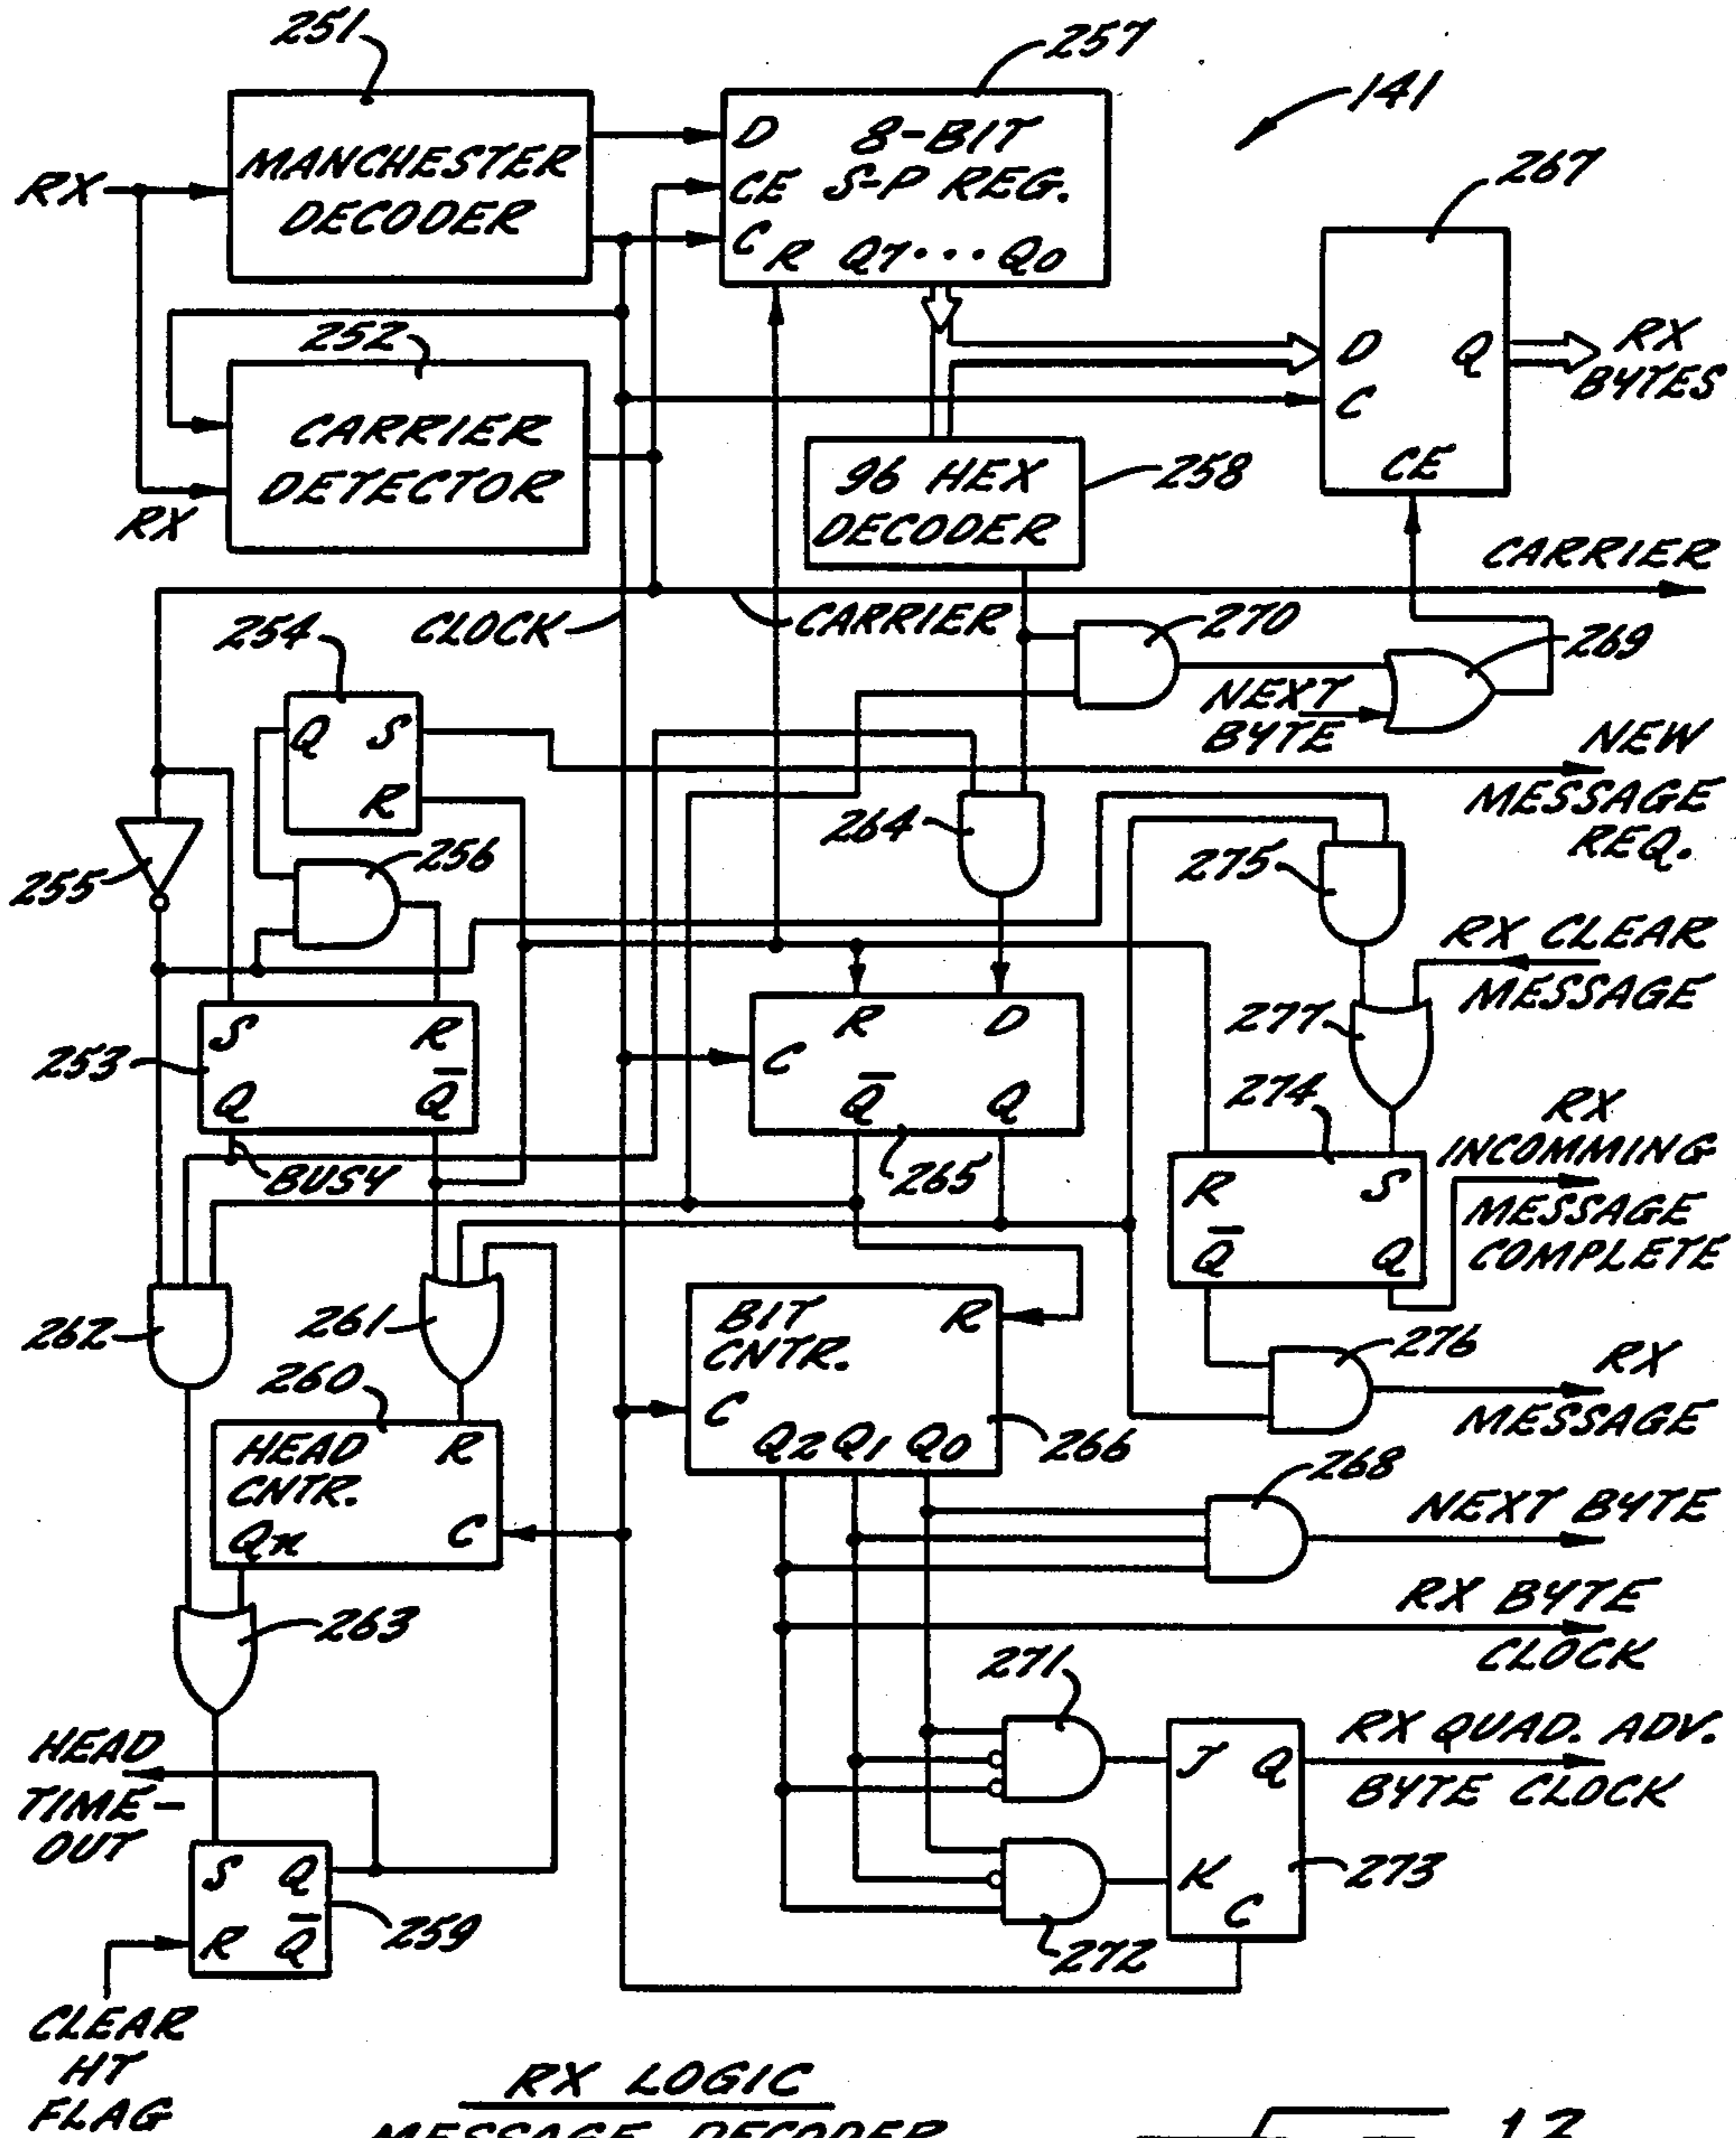 251
257
141
MANCHESTER
DECODER
D
8-BIT
CE
S-P REG.
C
R
Q7...Q0
267
RX
252
CARRIER
DETECTOR
RX
D
Q
C
CE
RX
BYTES
96 HEX
DECODER
258
CARRIER
254
CLOCK
CARRIER
270
269
NEXT
BYTE
NEW
MESSAGE
REQ.
Q
S
R
255
256
264
275
RX CLEAR
MESSAGE
277
253
S
R
Q
Q̅
BUSY
R
D
C
Q̅
Q
265
274
RX
INCOMMING
MESSAGE
COMPLETE
R
S
Q̅
Q
262
261
260
HEAD
CNTR.
R
Qn
C
BIT
CNTR.
R
C
Q2 Q1 Q0
266
276
RX
MESSAGE
268
NEXT BYTE
263
RX BYTE
CLOCK
271
HEAD
TIME-
OUT
RX QUAD. ADV.
BYTE CLOCK
J
Q
K
C
273
272
S
Q
R
Q̅
259
CLEAR
HT
FLAG
RX LOGIC
MESSAGE DECODER
12